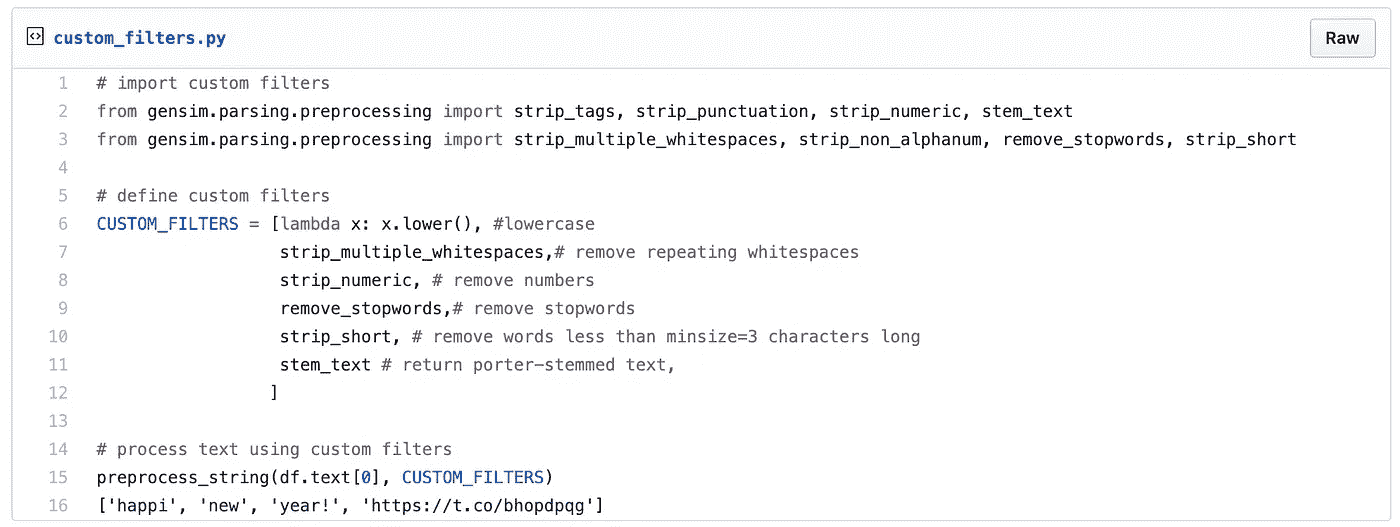 custom_filters.py
Raw
1 # import custom filters
2 from gensim.parsing.preprocessing import strip_tags, strip_punctuation, strip_numeric, stem_text
3 from gensim.parsing.preprocessing import strip_multiple_whitespaces, strip_non_alphanum, remove_stopwords, strip_short
4
5 # define custom filters
6 CUSTOM_FILTERS = [lambda x: x.lower(), #lowercase
7                   strip_multiple_whitespaces,# remove repeating whitespaces
8                   strip_numeric, # remove numbers
9                   remove_stopwords,# remove stopwords
10                   strip_short, # remove words less than minsize=3 characters long
11                   stem_text # return porter-stemmed text,
12                  ]
13
14 # process text using custom filters
15 preprocess_string(df.text[0], CUSTOM_FILTERS)
16 ['happi', 'new', 'year!', 'https://t.co/bhopdpqg']